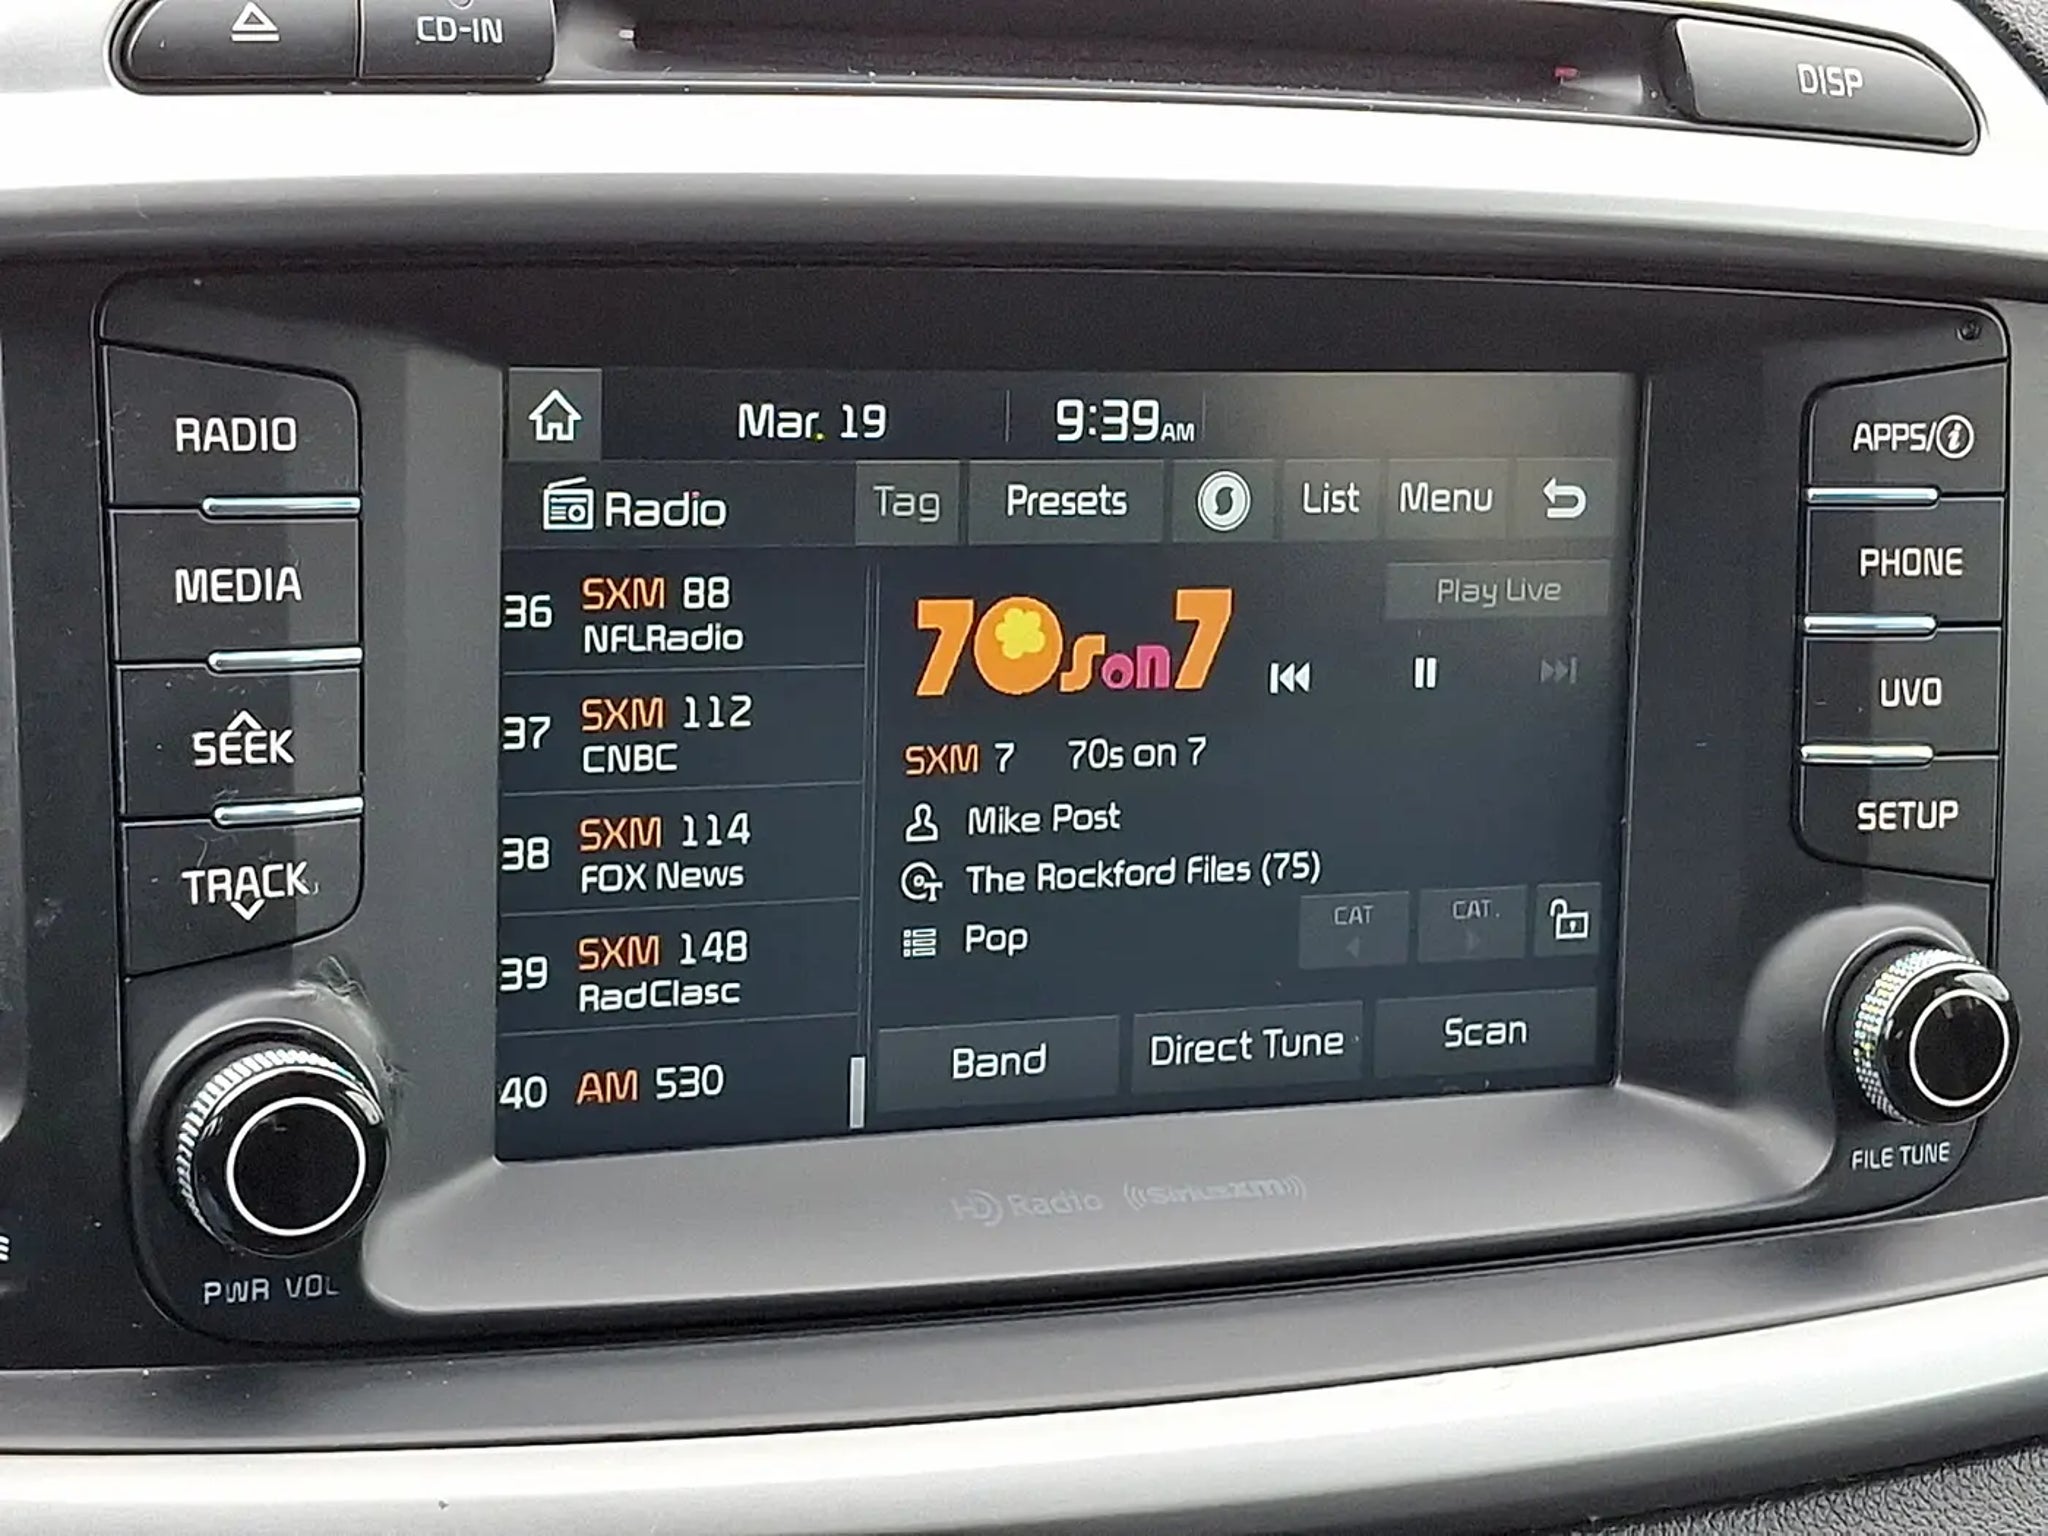 CD-IN
DISP
RADIO
MEDIA
SEEK
TRACK
PWR VOL
Mar. 19
9:39AM
Radio
Tag
Presets
List
Menu
36 SXM 88
NFLRadio
37 SXM 112
CNBC
38 SXM 114
FOX News
39 SXM 148
RadClasc
40 AM 530
70s on 7
Play Live
SXM 7 70s on 7
Mike Post
The Rockford Files (75)
Pop
CAT
CAT.
Band
Direct Tune
Scan
HD Radio ((SiriusXM))
APPS/i
PHONE
UVO
SETUP
FILE TUNE